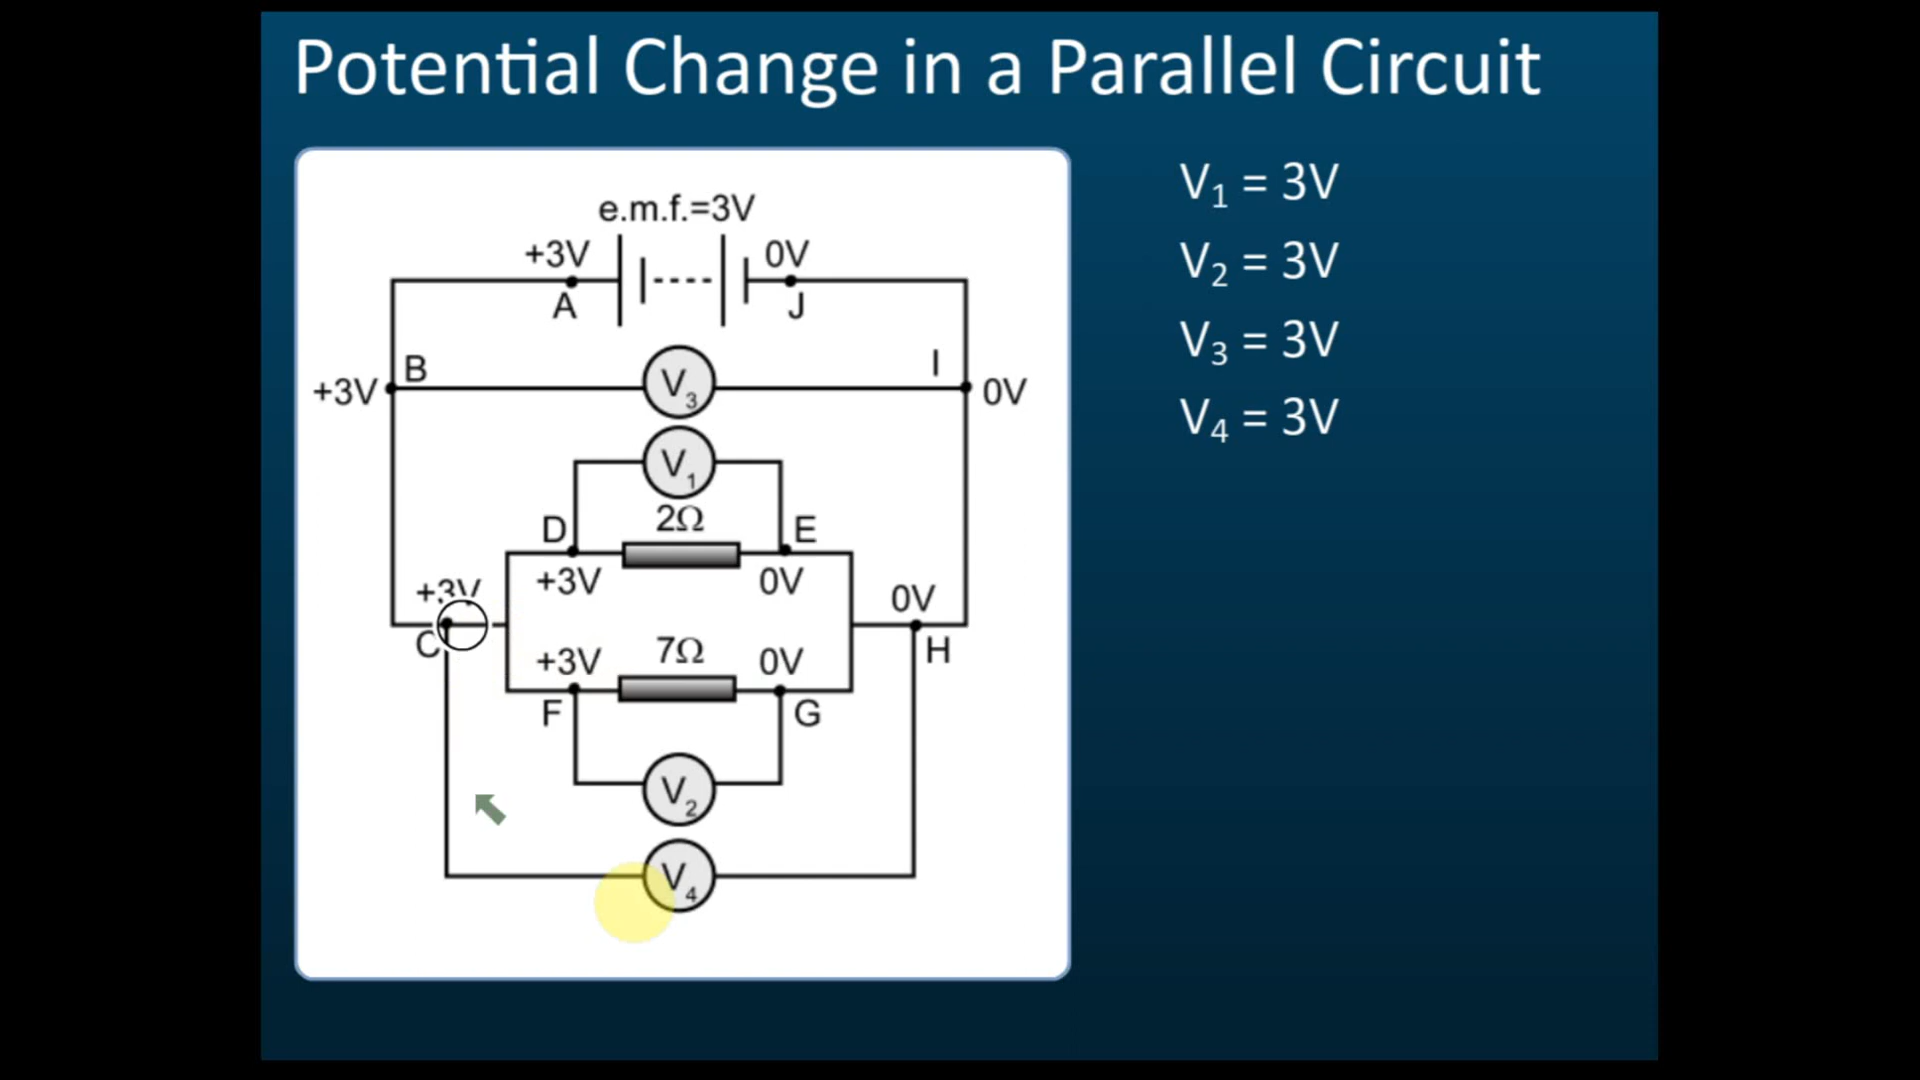 Potential Change in a Parallel Circuit
e.m.f.=3V
+3V
0V
A
J
B
I
+3V
V3
0V
V1
D
2Ω
E
+3V
0V
+3V
0V
C
+3V
7Ω
0V
H
F
G
V2
V4
V1 = 3V
V2 = 3V
V3 = 3V
V4 = 3V